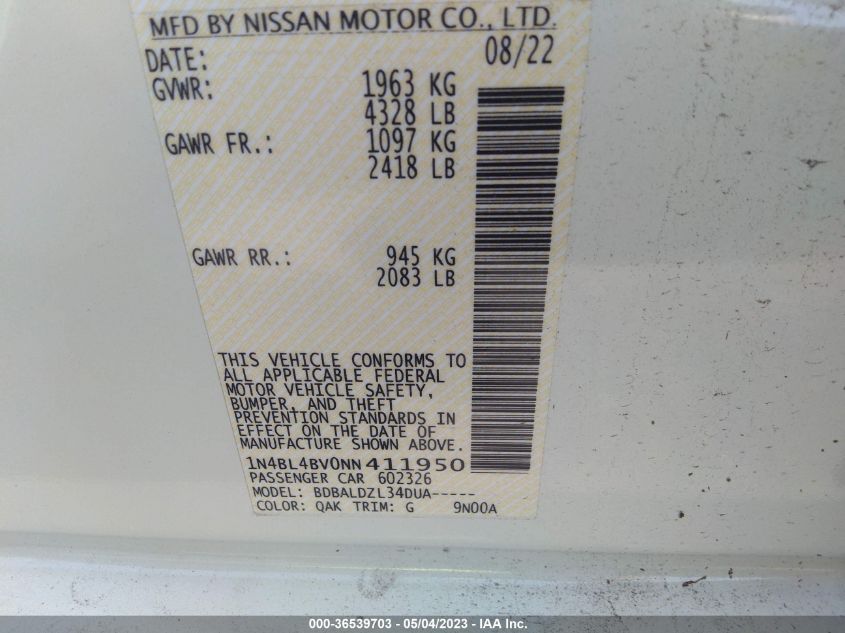 MFD BY NISSAN MOTOR CO., LTD.
DATE: 08/22
GVWR: 1963 KG
4328 LB
GAWR FR.: 1097 KG
2418 LB
GAWR RR.: 945 KG
2083 LB
THIS VEHICLE CONFORMS TO
ALL APPLICABLE FEDERAL
MOTOR VEHICLE SAFETY,
BUMPER, AND THEFT
PREVENTION STANDARDS IN
EFFECT ON THE DATE OF
MANUFACTURE SHOWN ABOVE.
1N4BL4BV0NN411950
PASSENGER CAR 602326
MODEL: BDBALDZL34DUA-----
COLOR: QAK TRIM: G 9N00A
000-36539703 - 05/04/2023 - IAA Inc.